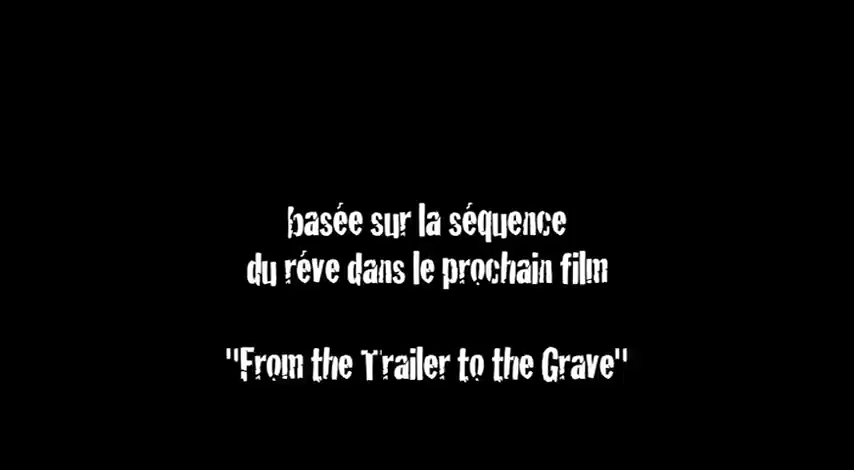 basée sur la séquence
du réve dans le prochain film
"From the Trailer to the Grave"